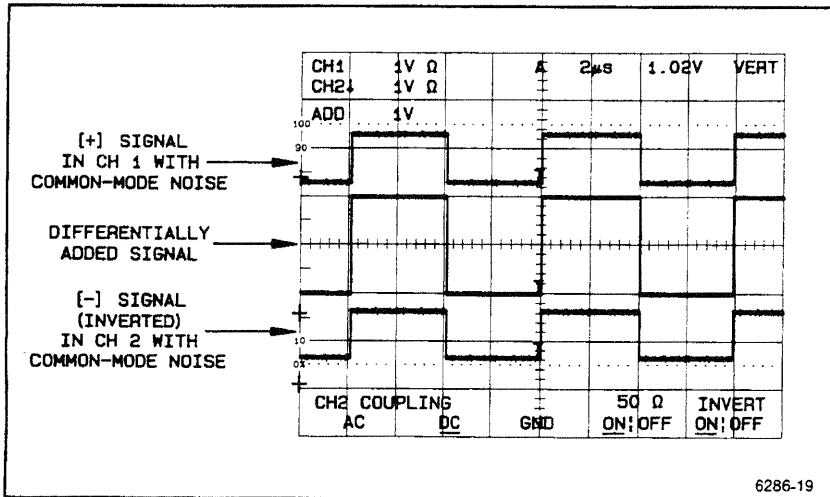 CH1 1V Ω A 2µs 1.02V VERT
CH2↓ 1V Ω
ADD 1V
100
90
[+] SIGNAL
IN CH 1 WITH
COMMON-MODE NOISE
DIFFERENTIALLY
ADDED SIGNAL
[-] SIGNAL
(INVERTED)
IN CH 2 WITH
COMMON-MODE NOISE
10
0%
CH2 COUPLING 50 Ω INVERT
AC DC GND ON¦OFF ON¦OFF
6286-19